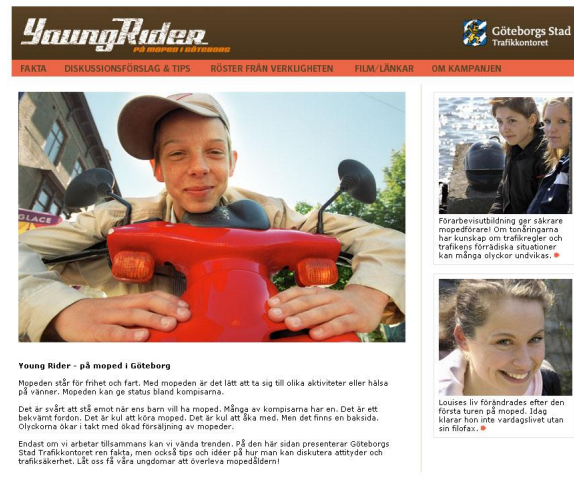 Young Rider
PÅ MOPED I GÖTEBORG
Göteborgs Stad
Trafikkontoret
FAKTA DISKUSSIONSFÖRSLAG & TIPS RÖSTER FRÅN VERKLIGHETEN FILM/LÄNKAR OM KAMPANJEN
OLACE
Young Rider - på moped i Göteborg
Mopeden står för frihet och fart. Med mopeden är det lätt att ta sig till olika aktiviteter eller hälsa
på vänner. Mopeden kan ge status bland kompisarna.
Det är svårt att stå emot när ens barn vill ha moped. Många av kompisarna har en. Det är ett
bekvämt fordon. Det är kul att köra moped. Det är kul att åka med. Men det finns en baksida.
Olyckorna ökar i takt med ökad försäljning av mopeder.
Endast om vi arbetar tillsammans kan vi vända trenden. På den här sidan presenterar Göteborgs
Stad Trafikkontoret ren fakta, men också tips och idéer på hur man kan diskutera attityder och
trafiksäkerhet. Låt oss få våra ungdomar att överleva mopedåldern!
Förarbevisutbildning ger säkrare
mopedförare! Om tonåringarna
har kunskap om trafikregler och
trafikens förrädiska situationer
kan många olyckor undvikas.
Louises liv förändrades efter den
första turen på moped. Idag
klarar hon inte vardagslivet utan
sin filofax.